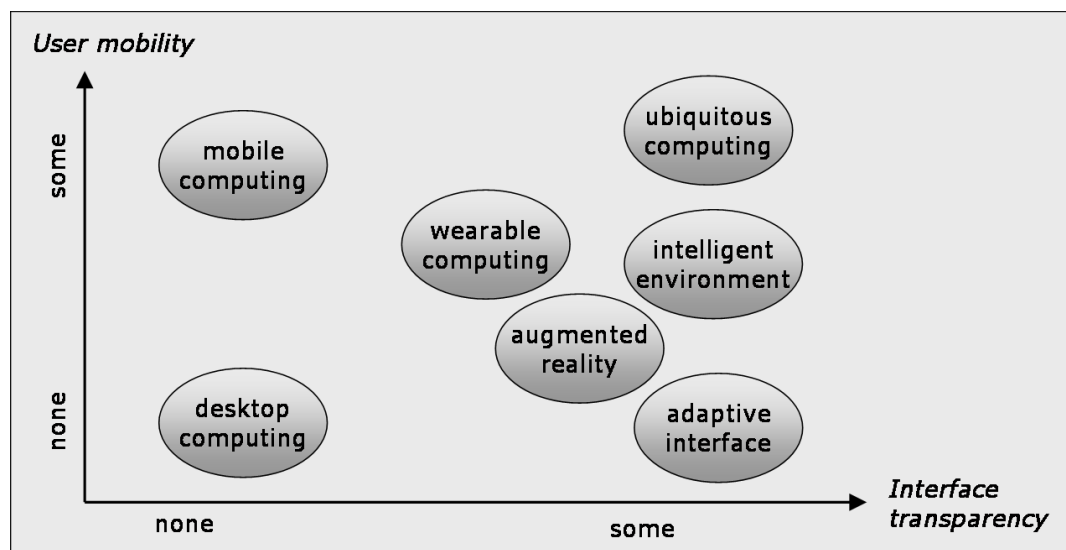 User mobility
some
none
mobile
computing
ubiquitous
computing
wearable
computing
intelligent
environment
augmented
reality
desktop
computing
adaptive
interface
none
some
Interface
transparency